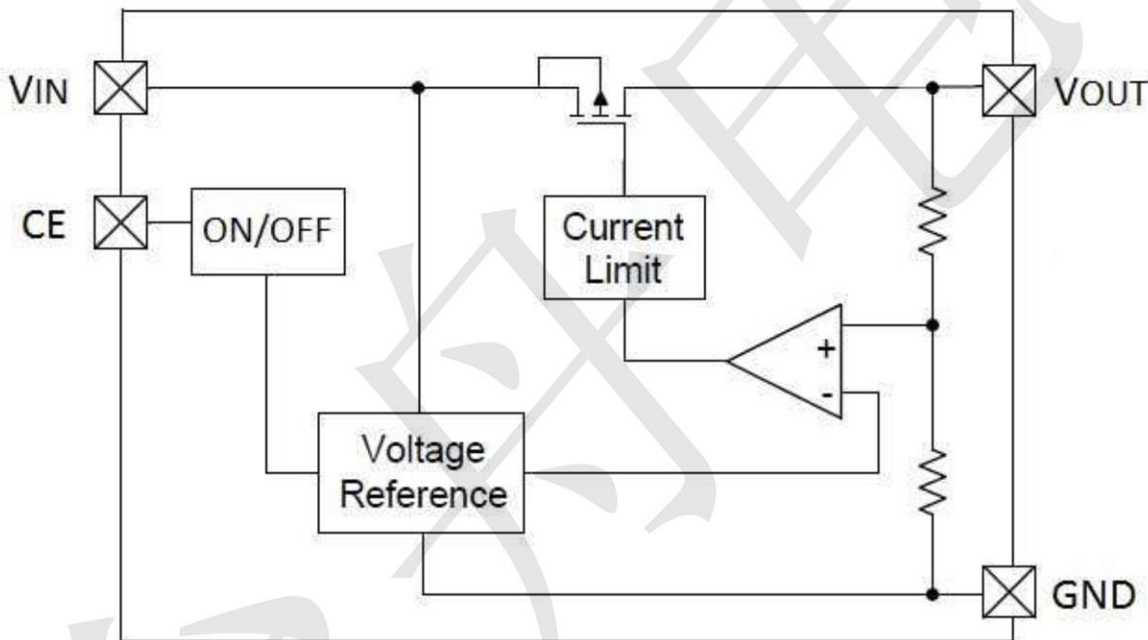 VIN
VOUT
CE
ON/OFF
Current
Limit
+
-
Voltage
Reference
GND